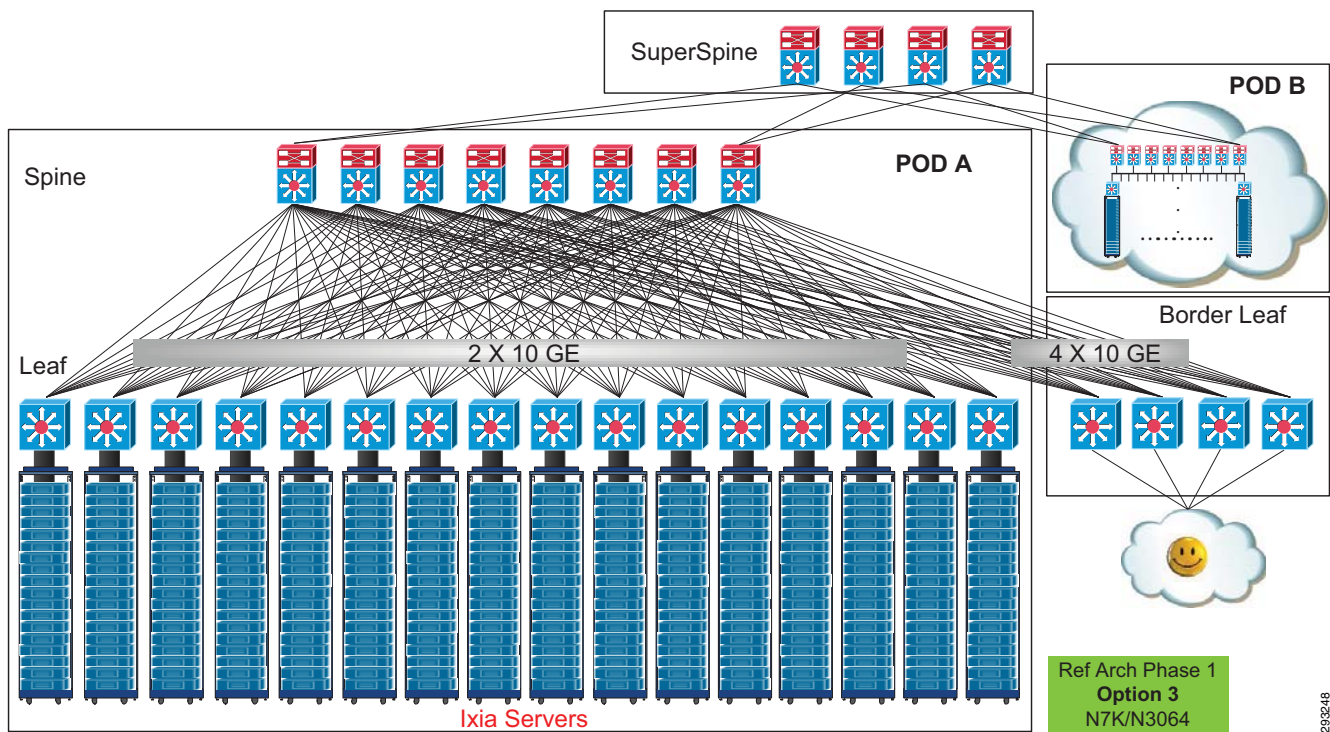 SuperSpine
POD B
Spine
POD A
Border Leaf
Leaf
2 X 10 GE
4 X 10 GE
Ixia Servers
Ref Arch Phase 1
Option 3
N7K/N3064
293248